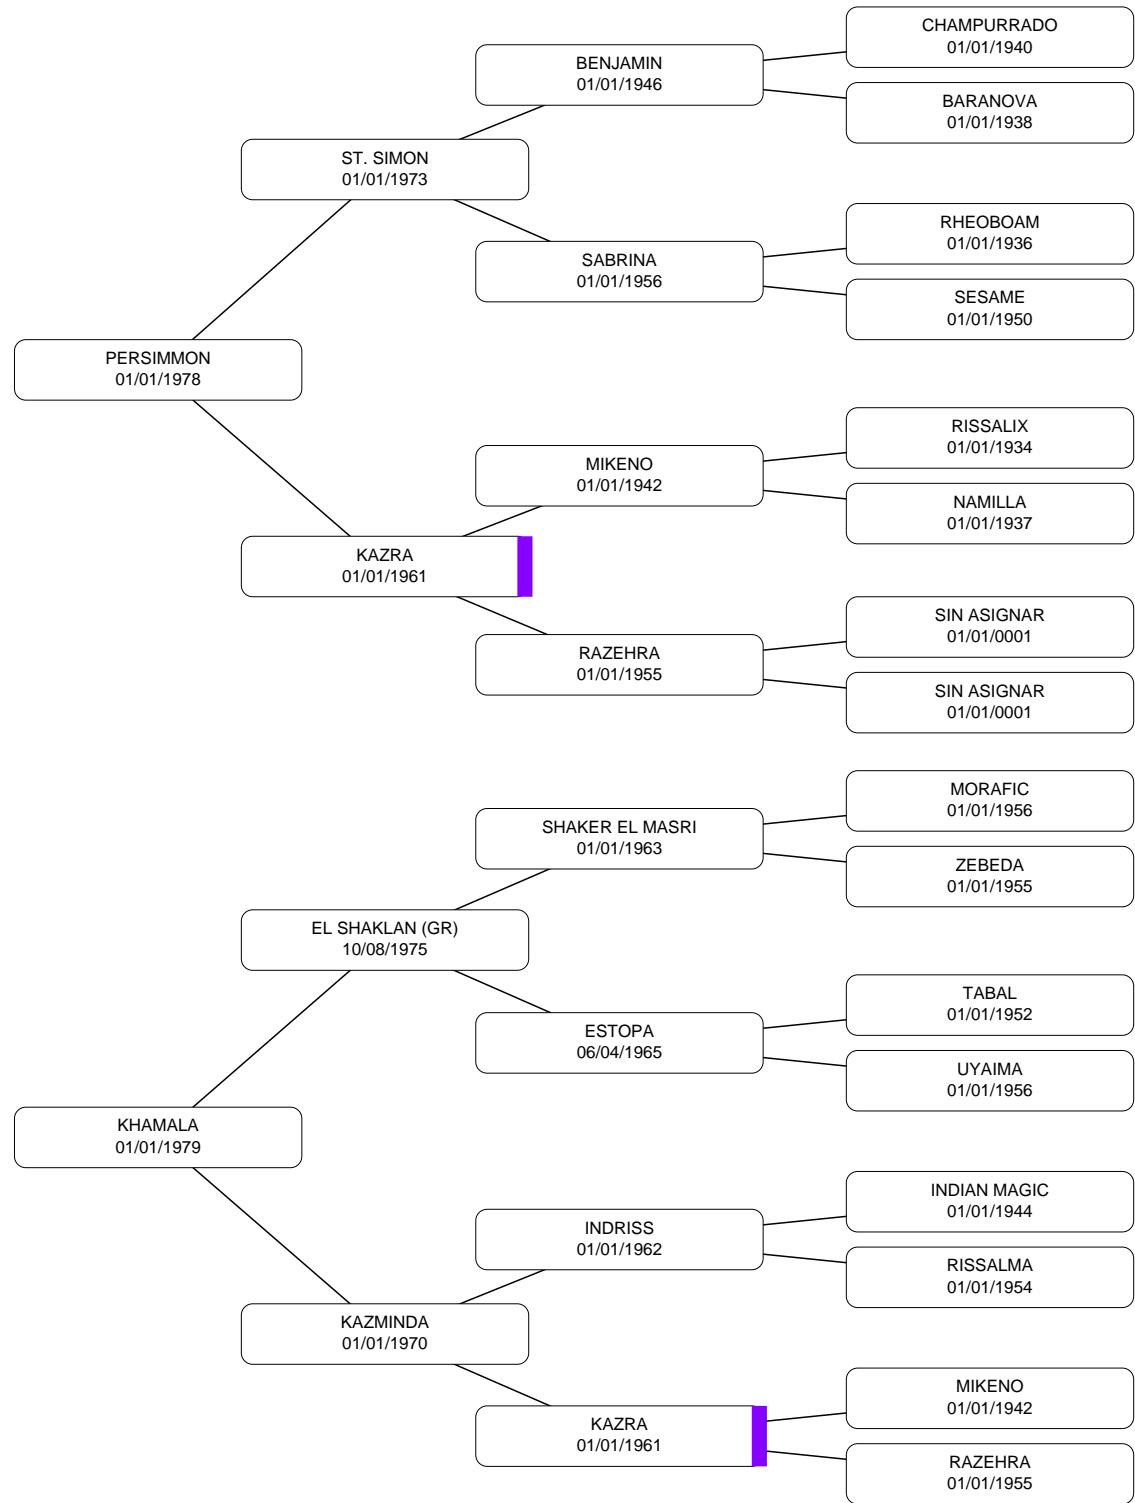 CHAMPURRADO
01/01/1940
BENJAMIN
01/01/1946
BARANOVA
01/01/1938
ST. SIMON
01/01/1973
RHEOBOAM
01/01/1936
SABRINA
01/01/1956
SESAME
01/01/1950
PERSIMMON
01/01/1978
RISSALIX
01/01/1934
MIKENO
01/01/1942
NAMILLA
01/01/1937
KAZRA
01/01/1961
SIN ASIGNAR
01/01/0001
RAZEHRA
01/01/1955
SIN ASIGNAR
01/01/0001
MORAFIC
01/01/1956
SHAKER EL MASRI
01/01/1963
ZEBEDA
01/01/1955
EL SHAKLAN (GR)
10/08/1975
TABAL
01/01/1952
ESTOPA
06/04/1965
UYAIMA
01/01/1956
KHAMALA
01/01/1979
INDIAN MAGIC
01/01/1944
INDRISS
01/01/1962
RISSALMA
01/01/1954
KAZMINDA
01/01/1970
MIKENO
01/01/1942
KAZRA
01/01/1961
RAZEHRA
01/01/1955